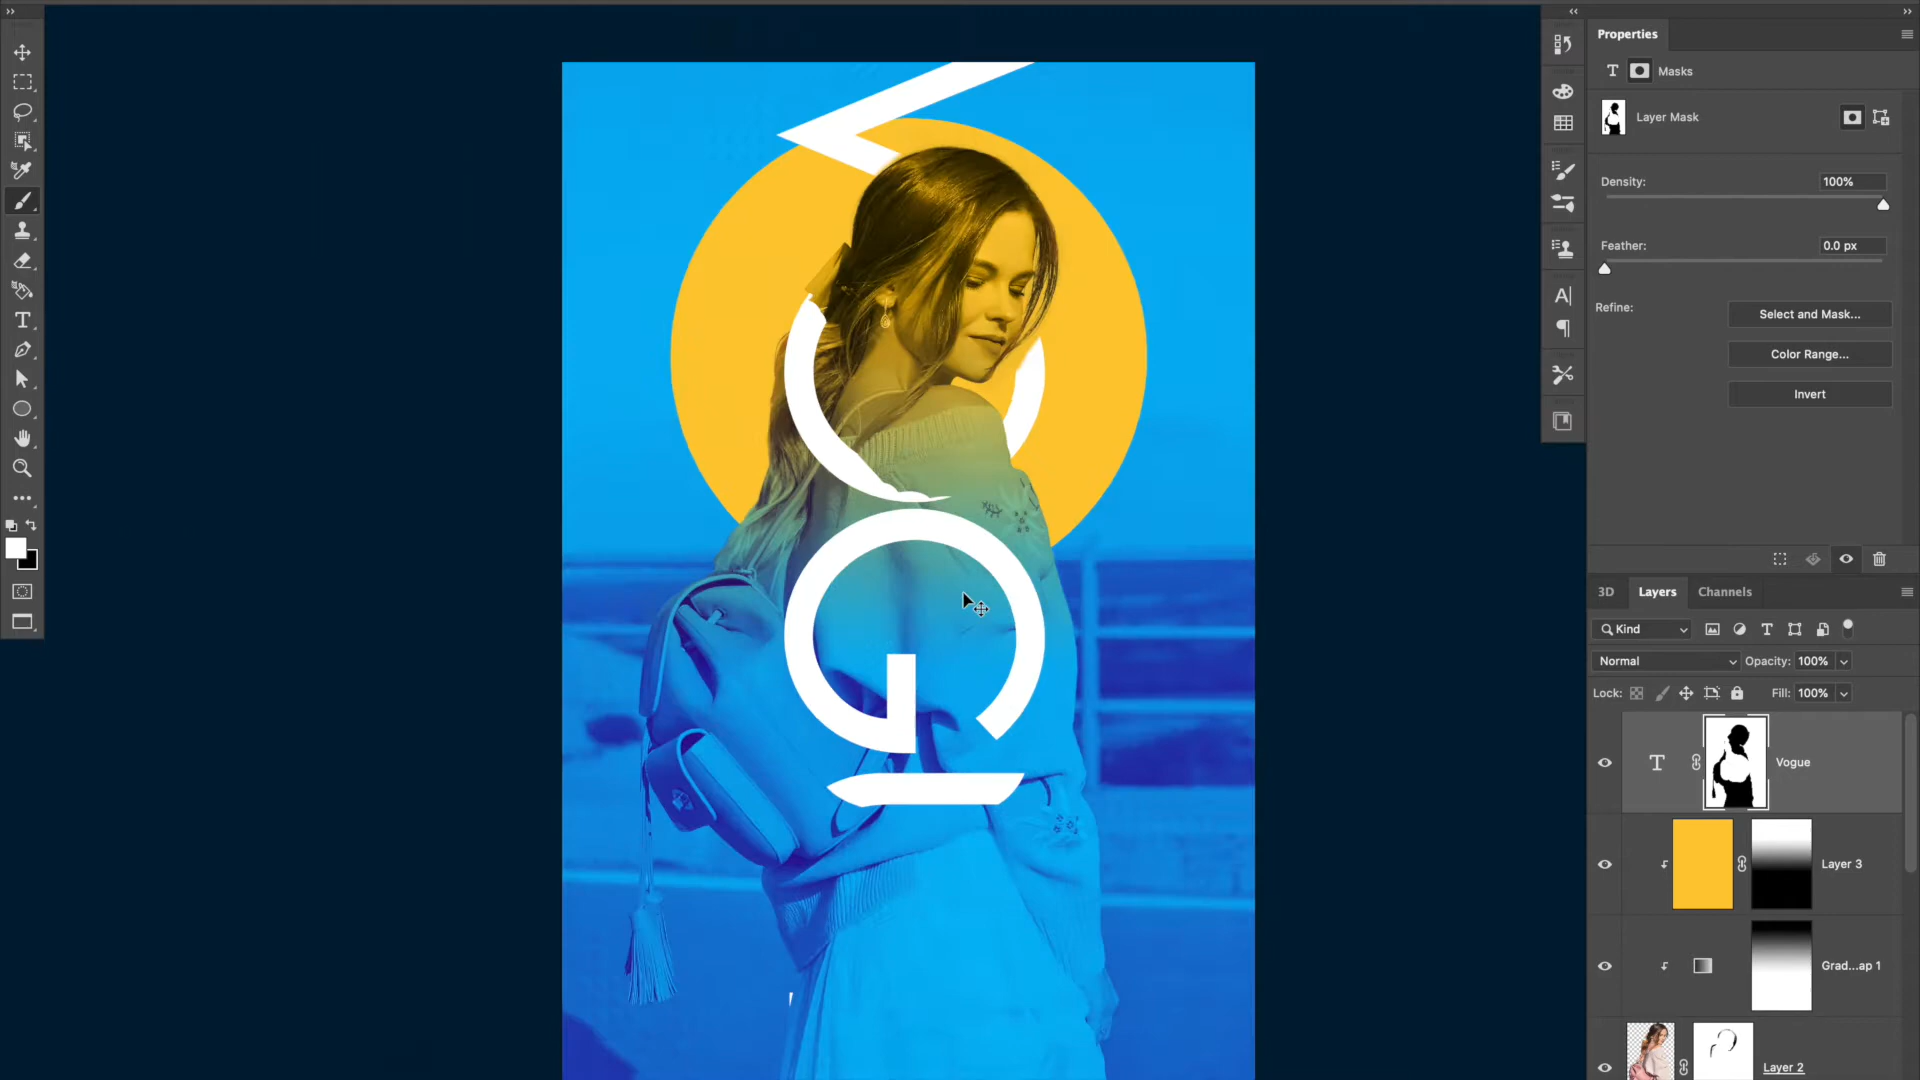 Properties
Masks
Layer Mask
Density: 100%
Feather: 0.0 px
Refine:
Select and Mask...
Color Range...
Invert
3D Layers Channels
Kind
Normal Opacity: 100%
Lock: Fill: 100%
Vogue
Layer 3
Grad...ap 1
Layer 2